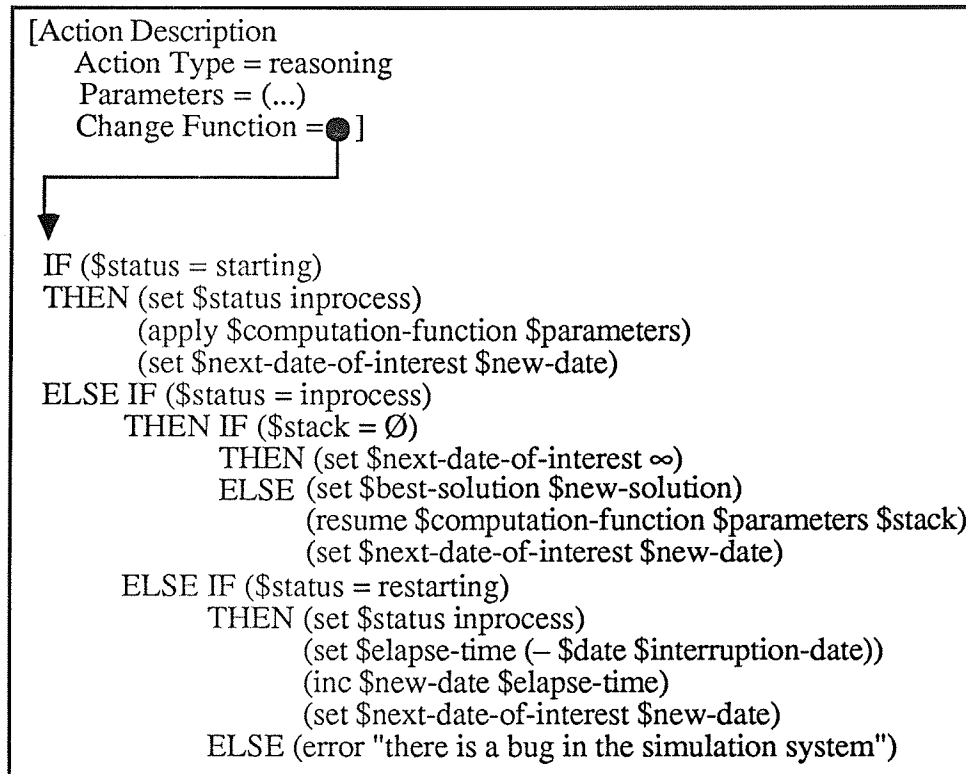 [Action Description
Action Type = reasoning
Parameters = (...)
Change Function = ]
IF ($status = starting)
THEN (set $status inprocess)
(apply $computation-function $parameters)
(set $next-date-of-interest $new-date)
ELSE IF ($status = inprocess)
THEN IF ($stack = Ø)
THEN (set $next-date-of-interest ∞)
ELSE (set $best-solution $new-solution)
(resume $computation-function $parameters $stack)
(set $next-date-of-interest $new-date)
ELSE IF ($status = restarting)
THEN (set $status inprocess)
(set $elapse-time (– $date $interruption-date))
(inc $new-date $elapse-time)
(set $next-date-of-interest $new-date)
ELSE (error "there is a bug in the simulation system")